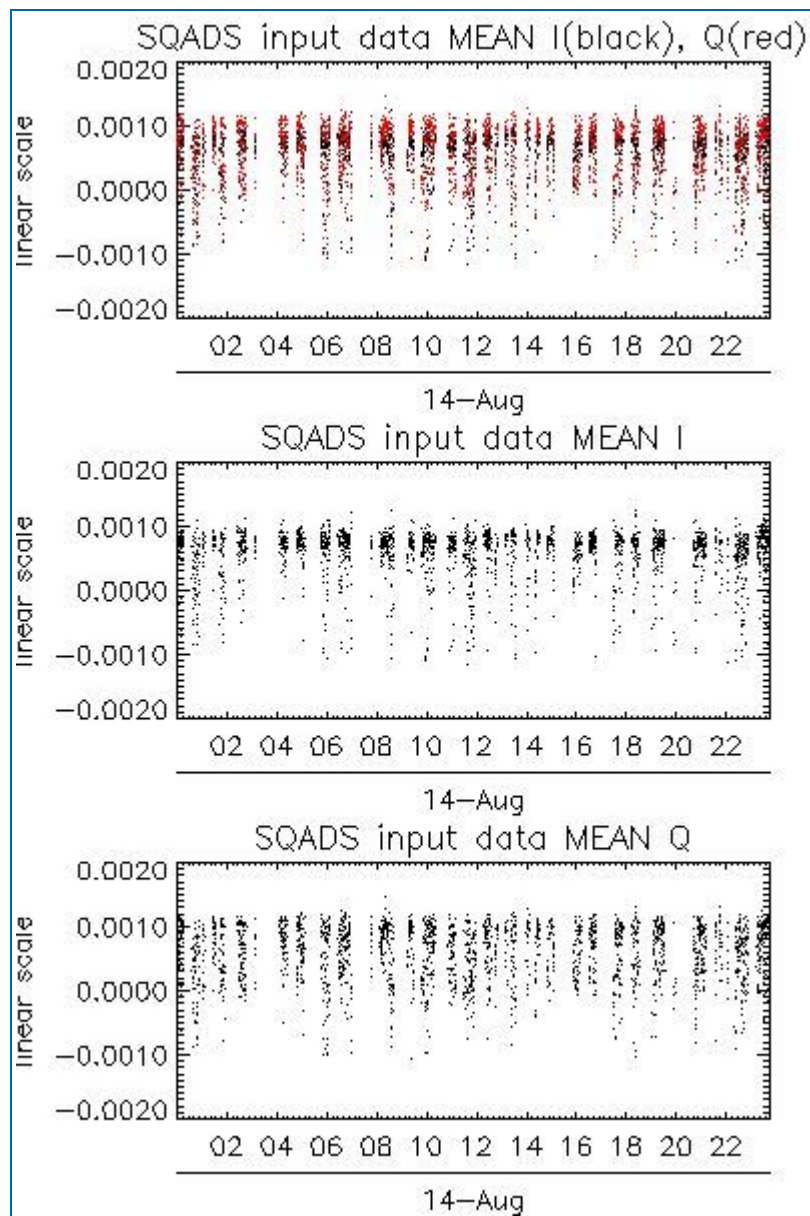 SQADS input data MEAN I(black), Q(red)
0.0020
0.0010
0.0000
−0.0010
−0.0020
linear scale
02 04 06 08 10 12 14 16 18 20 22
14−Aug
SQADS input data MEAN I
0.0020
0.0010
0.0000
−0.0010
−0.0020
linear scale
02 04 06 08 10 12 14 16 18 20 22
14−Aug
SQADS input data MEAN Q
0.0020
0.0010
0.0000
−0.0010
−0.0020
linear scale
02 04 06 08 10 12 14 16 18 20 22
14−Aug